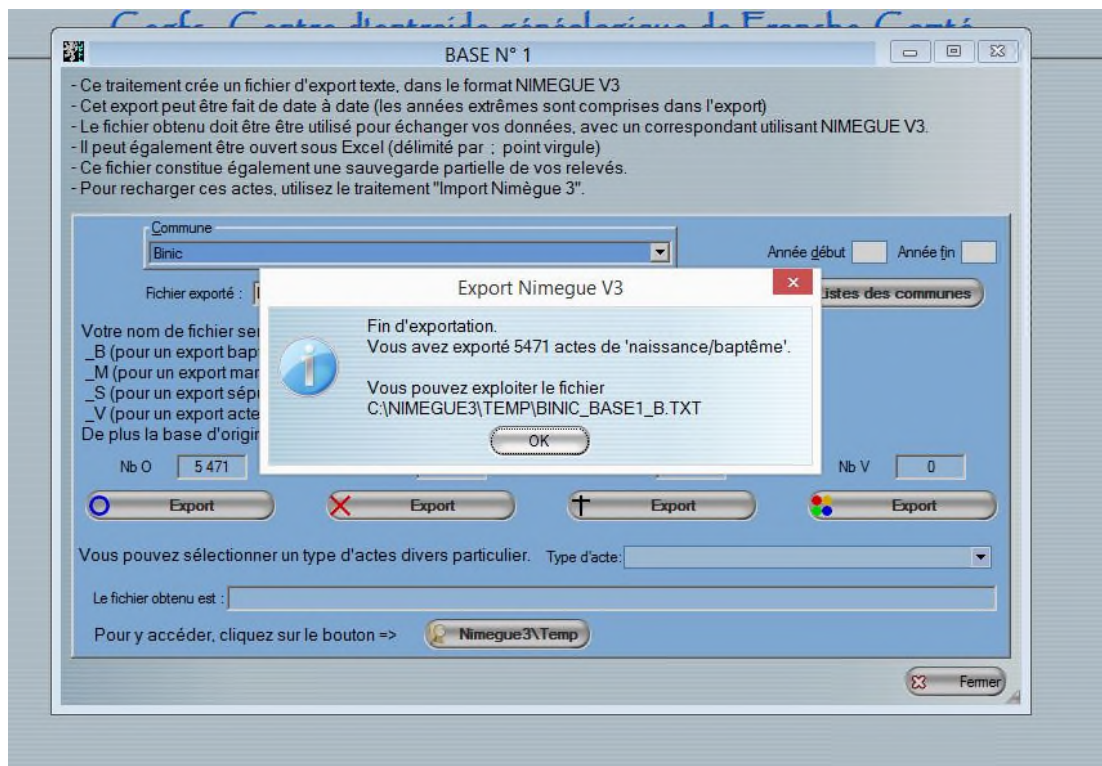 Cegfc - Centre d'entraide généalogique de Franche Comté
BASE N° 1
- Ce traitement crée un fichier d'export texte, dans le format NIMEGUE V3
- Cet export peut être fait de date à date (les années extrêmes sont comprises dans l'export)
- Le fichier obtenu doit être être utilisé pour échanger vos données, avec un correspondant utilisant NIMEGUE V3.
- Il peut également être ouvert sous Excel (délimité par ; point virgule)
- Ce fichier constitue également une sauvegarde partielle de vos relevés.
- Pour recharger ces actes, utilisez le traitement "Import Nimègue 3".
Commune
Binic
Année début
Année fin
Fichier exporté :
Export Nimegue V3
istes des communes
Votre nom de fichier ser
_B (pour un export bap
_M (pour un export mar
_S (pour un export sépu
_V (pour un export acte
De plus la base d'origin
Fin d'exportation.
Vous avez exporté 5471 actes de 'naissance/baptême'.
Vous pouvez exploiter le fichier
C:\NIMEGUE3\TEMP\BINIC_BASE1_B.TXT
OK
Nb O 5 471
Nb V 0
Export Export Export Export
Vous pouvez sélectionner un type d'actes divers particulier. Type d'acte:
Le fichier obtenu est :
Pour y accéder, cliquez sur le bouton => Nimegue3\Temp
Fermer